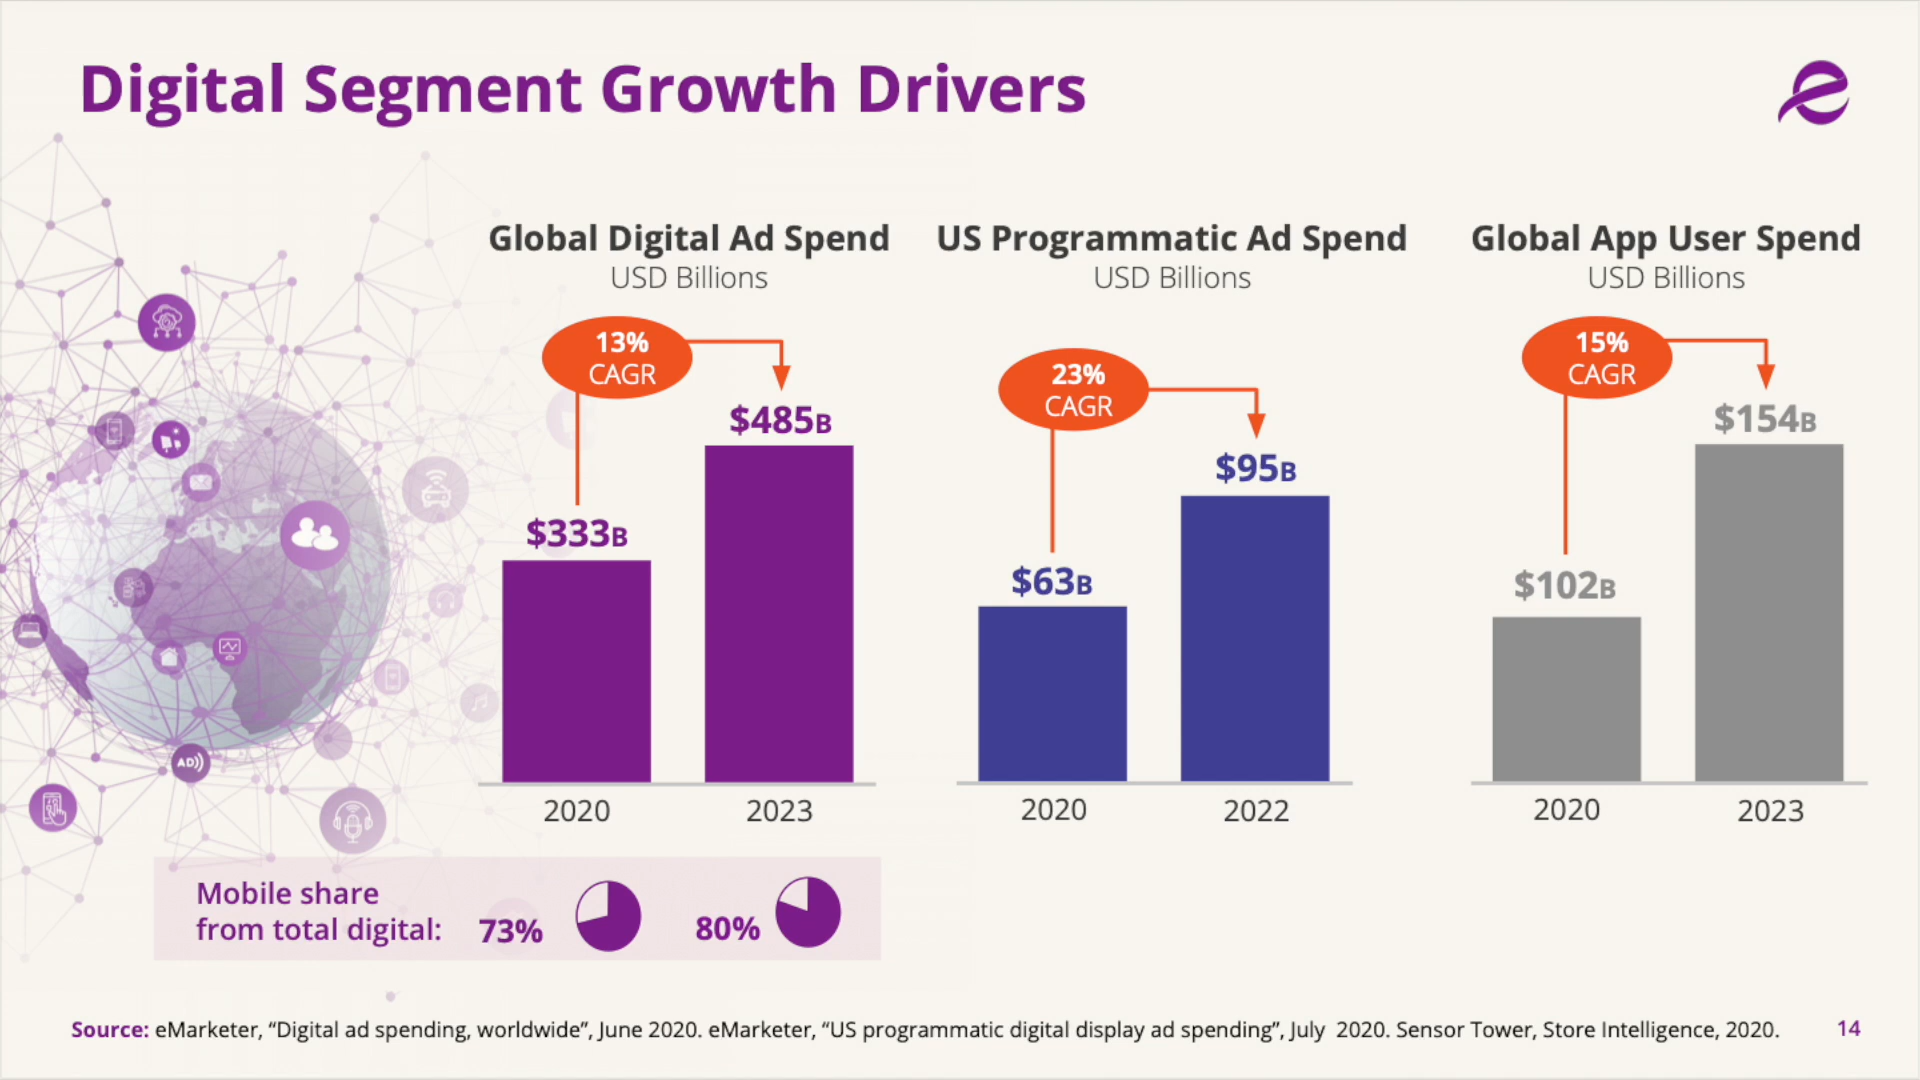 Digital Segment Growth Drivers
Global Digital Ad Spend
USD Billions
13%
CAGR
$333B
$485B
2020
2023
US Programmatic Ad Spend
USD Billions
23%
CAGR
$63B
$95B
2020
2022
Global App User Spend
USD Billions
15%
CAGR
$102B
$154B
2020
2023
AD
Mobile share
from total digital:
73%
80%
Source: eMarketer, “Digital ad spending, worldwide”, June 2020. eMarketer, “US programmatic digital display ad spending”, July 2020. Sensor Tower, Store Intelligence, 2020.
14